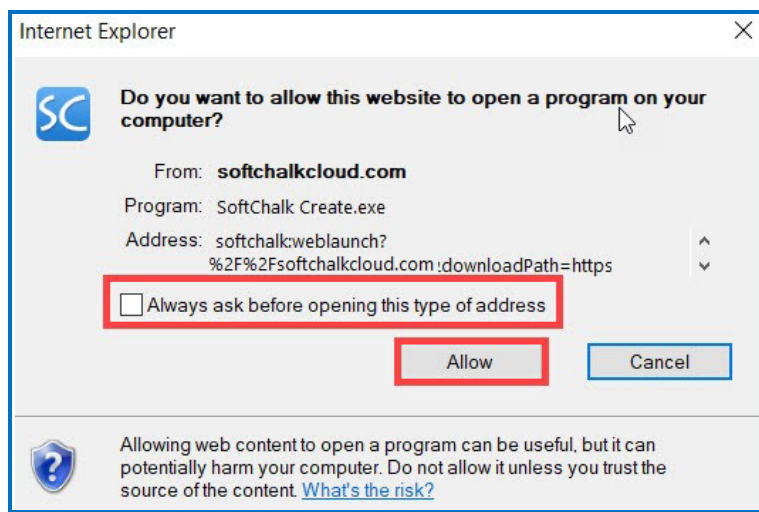 Internet Explorer
SC
Do you want to allow this website to open a program on your
computer?
From: softchalkcloud.com
Program: SoftChalk Create.exe
Address: softchalk:weblaunch?
%2F%2Fsoftchalkcloud.com:downloadPath=https
Always ask before opening this type of address
Allow Cancel
Allowing web content to open a program can be useful, but it can
potentially harm your computer. Do not allow it unless you trust the
source of the content. What's the risk?